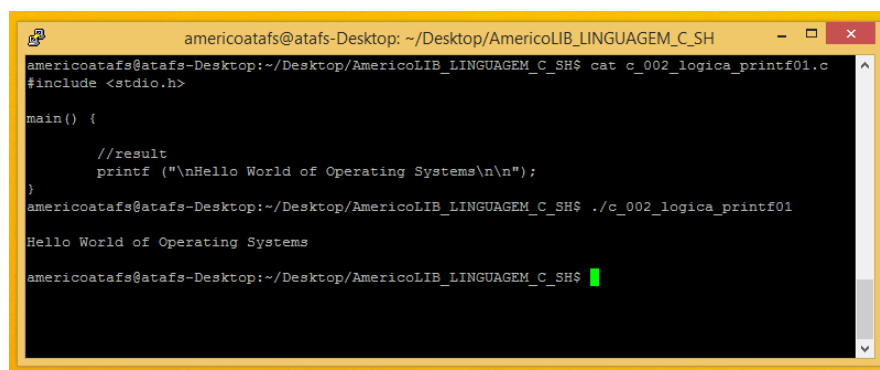 americoatafs@atafs-Desktop: ~/Desktop/AmericoLIB_LINGUAGEM_C_SH
americoatafs@atafs-Desktop:~/Desktop/AmericoLIB_LINGUAGEM_C_SH$ cat c_002_logica_printf01.c
#include <stdio.h>
main() {
//result
printf ("\nHello World of Operating Systems\n\n");
}
americoatafs@atafs-Desktop:~/Desktop/AmericoLIB_LINGUAGEM_C_SH$ ./c_002_logica_printf01
Hello World of Operating Systems
americoatafs@atafs-Desktop:~/Desktop/AmericoLIB_LINGUAGEM_C_SH$